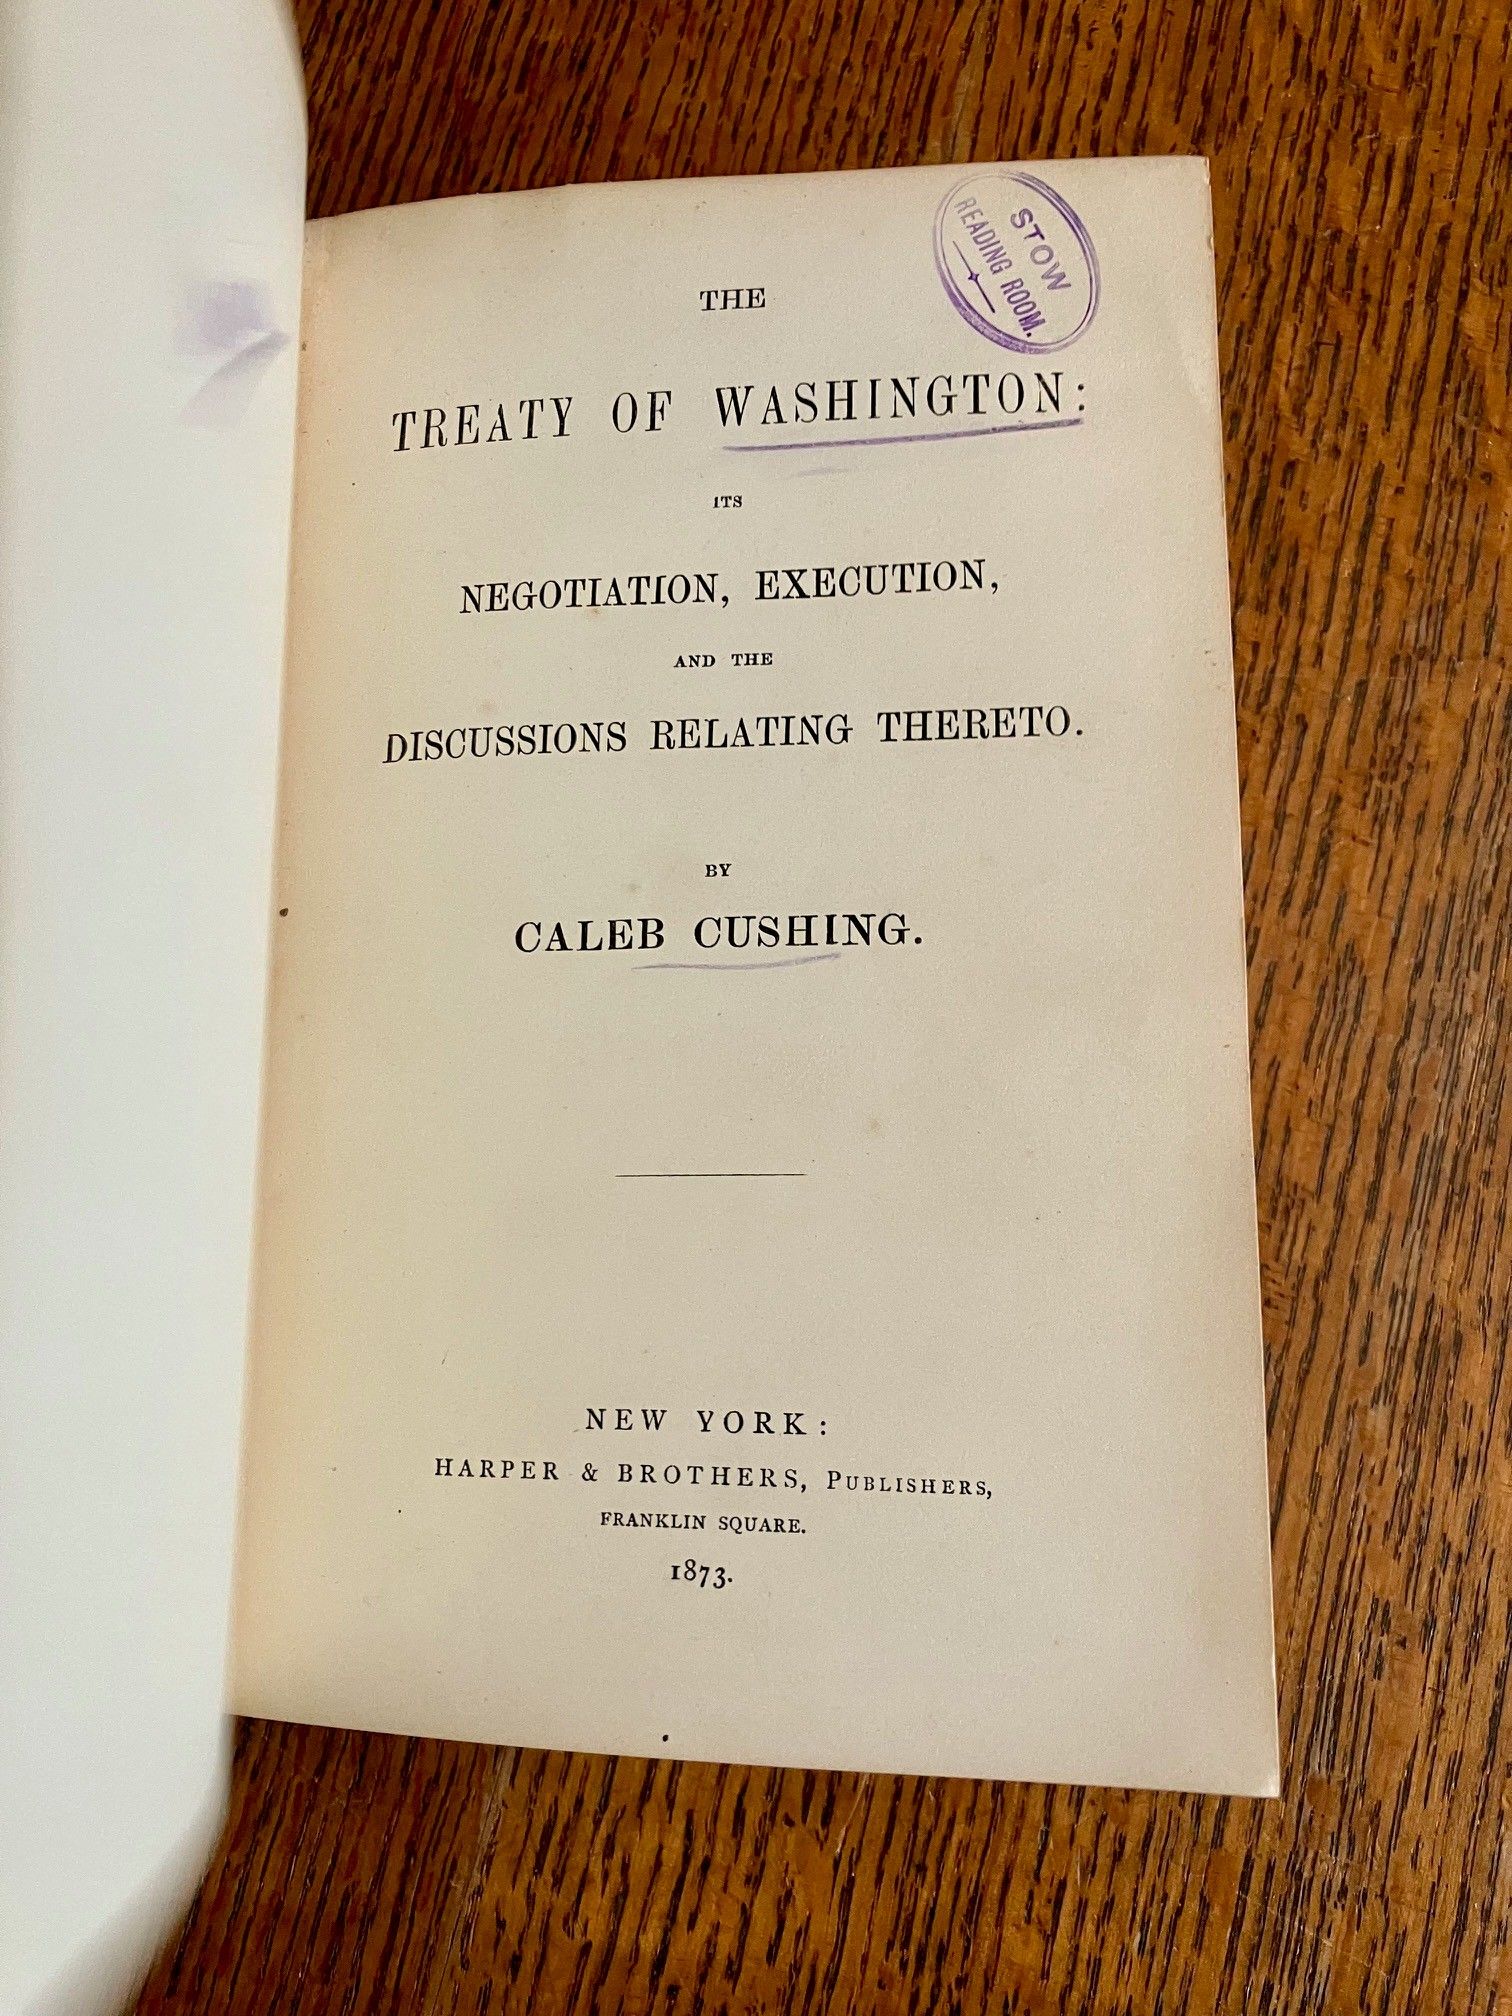 STOW
READING ROOM.
THE
TREATY OF WASHINGTON:
ITS
NEGOTIATION, EXECUTION,
AND THE
DISCUSSIONS RELATING THERETO.
BY
CALEB CUSHING.
NEW YORK:
HARPER & BROTHERS, PUBLISHERS,
FRANKLIN SQUARE.
1873.